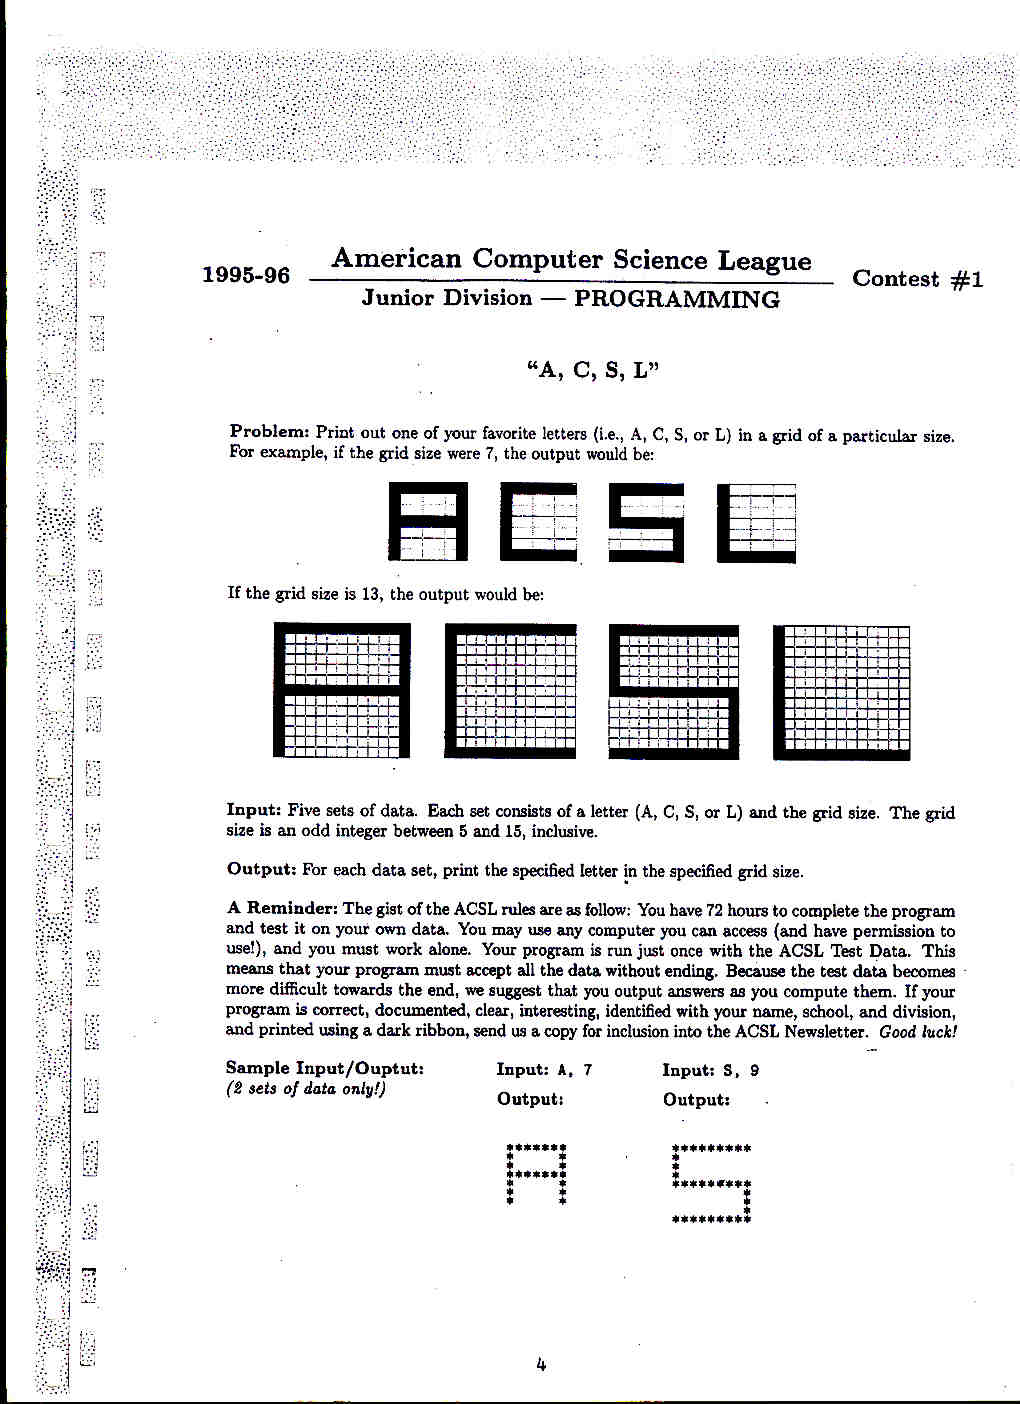 American Computer Science League
1995-96
Contest #1
Junior Division — PROGRAMMING
“A, C, S, L”
Problem: Print out one of your favorite letters (i.e., A, C, S, or L) in a grid of a particular size.
For example, if the grid size were 7, the output would be:
If the grid size is 13, the output would be:
Input: Five sets of data. Each set consists of a letter (A, C, S, or L) and the grid size. The grid
size is an odd integer between 5 and 15, inclusive.
Output: For each data set, print the specified letter in the specified grid size.
A Reminder: The gist of the ACSL rules are as follow: You have 72 hours to complete the program
and test it on your own data. You may use any computer you can access (and have permission to
use!), and you must work alone. Your program is run just once with the ACSL Test Data. This
means that your program must accept all the data without ending. Because the test data becomes
more difficult towards the end, we suggest that you output answers as you compute them. If your
program is correct, documented, clear, interesting, identified with your name, school, and division,
and printed using a dark ribbon, send us a copy for inclusion into the ACSL Newsletter. Good luck!
Sample Input/Ouptut: Input: A, 7 Input: S, 9
(2 sets of data only!) Output: Output:
4